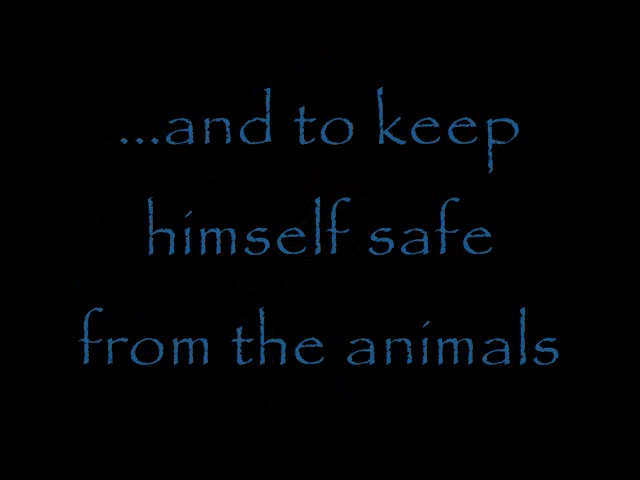 ...and to keep
himself safe
from the animals